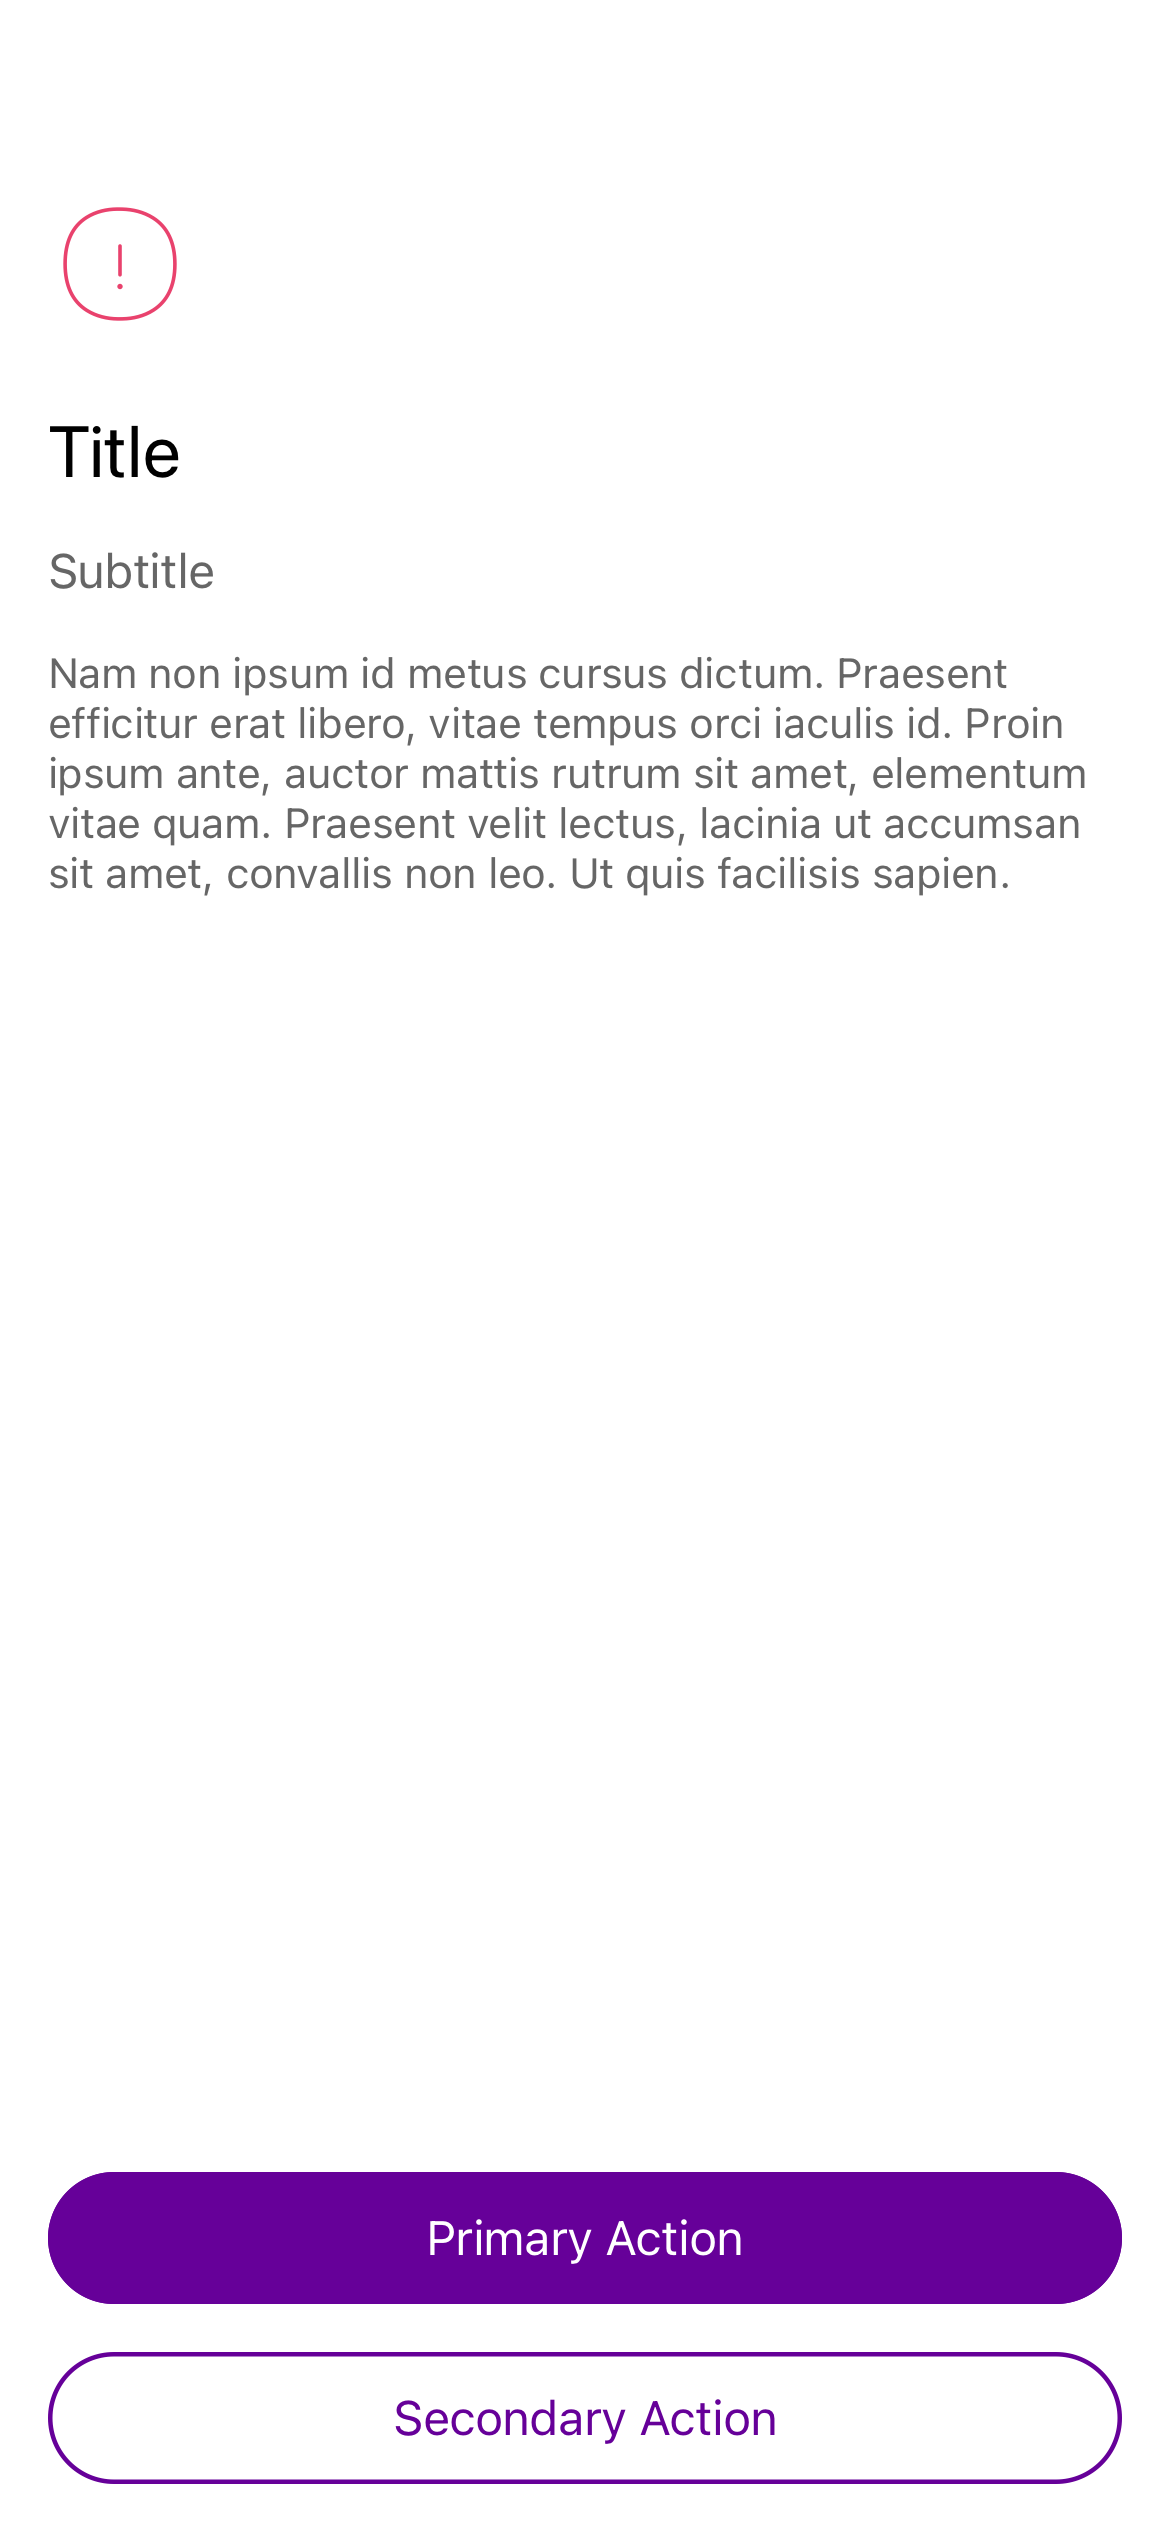 !
Title
Subtitle
Nam non ipsum id metus cursus dictum. Praesent
efficitur erat libero, vitae tempus orci iaculis id. Proin
ipsum ante, auctor mattis rutrum sit amet, elementum
vitae quam. Praesent velit lectus, lacinia ut accumsan
sit amet, convallis non leo. Ut quis facilisis sapien.
Primary Action
Secondary Action